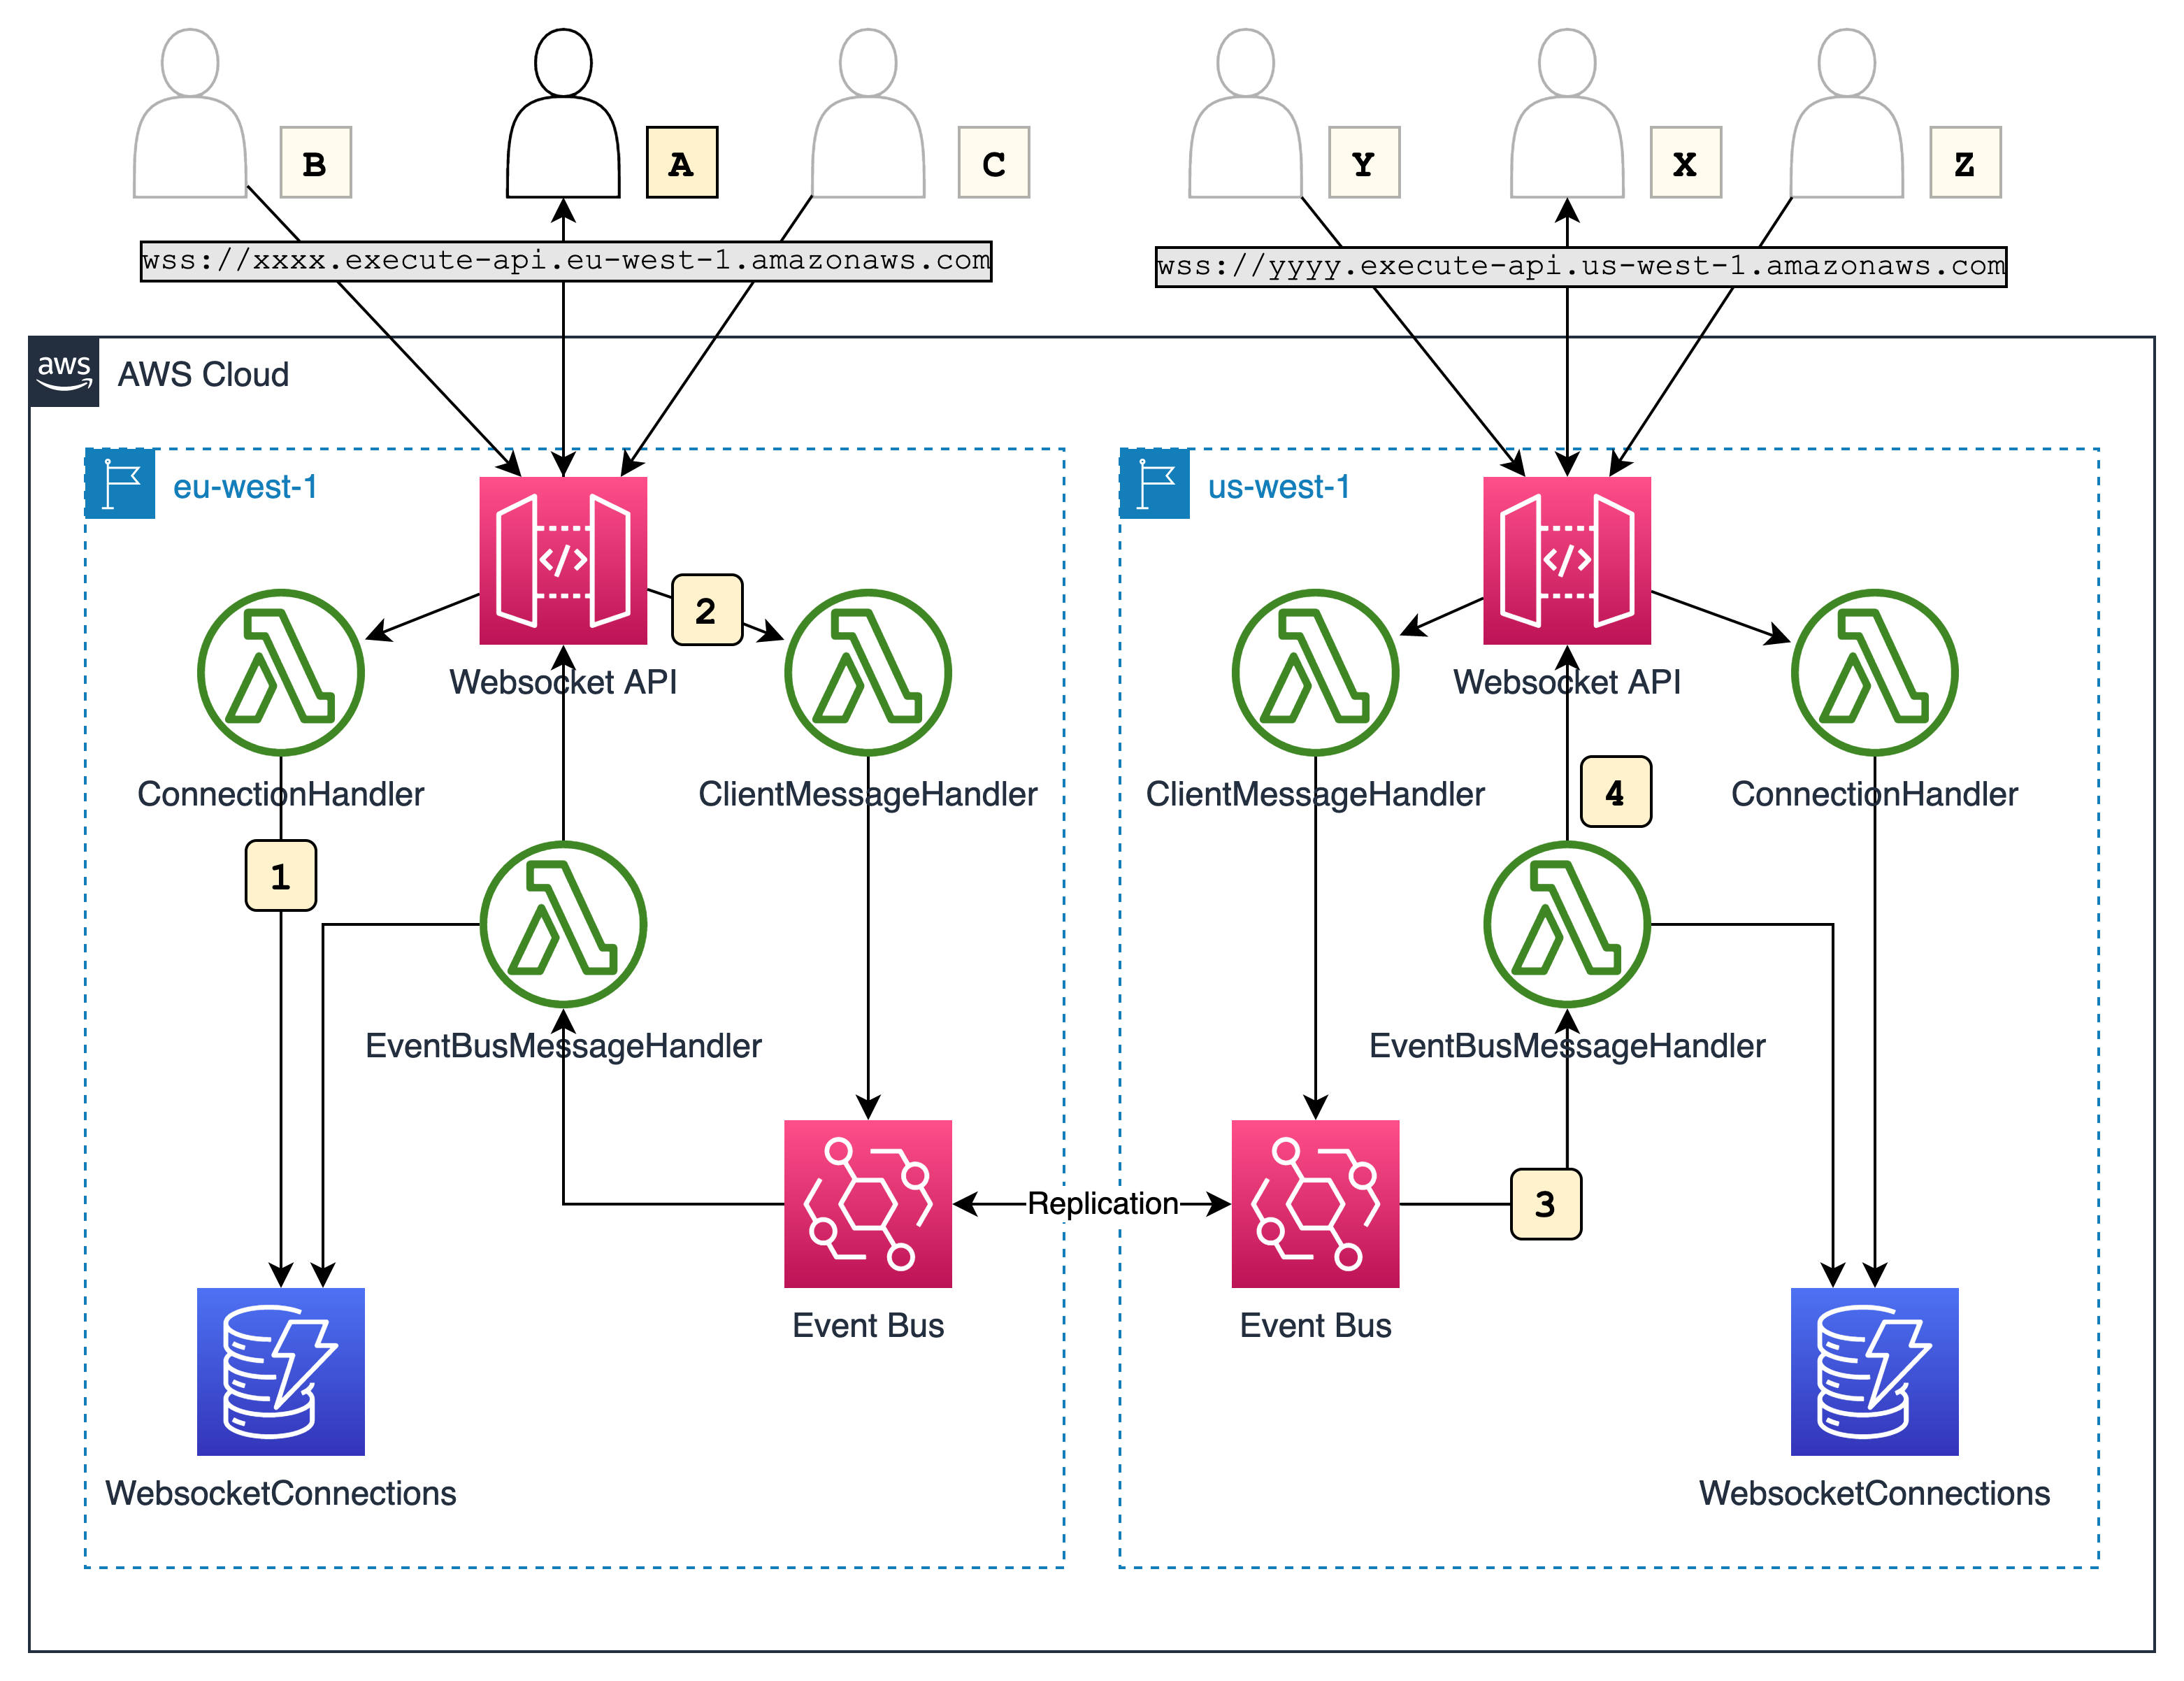 B
A
C
Y
X
Z
wss://xxxx.execute-api.eu-west-1.amazonaws.com
wss://yyyy.execute-api.us-west-1.amazonaws.com
aws
AWS Cloud
eu-west-1
us-west-1
2
Websocket API
Websocket API
ConnectionHandler
ClientMessageHandler
ClientMessageHandler
4
ConnectionHandler
1
EventBusMessageHandler
EventBusMessageHandler
Replication
3
Event Bus
Event Bus
WebsocketConnections
WebsocketConnections